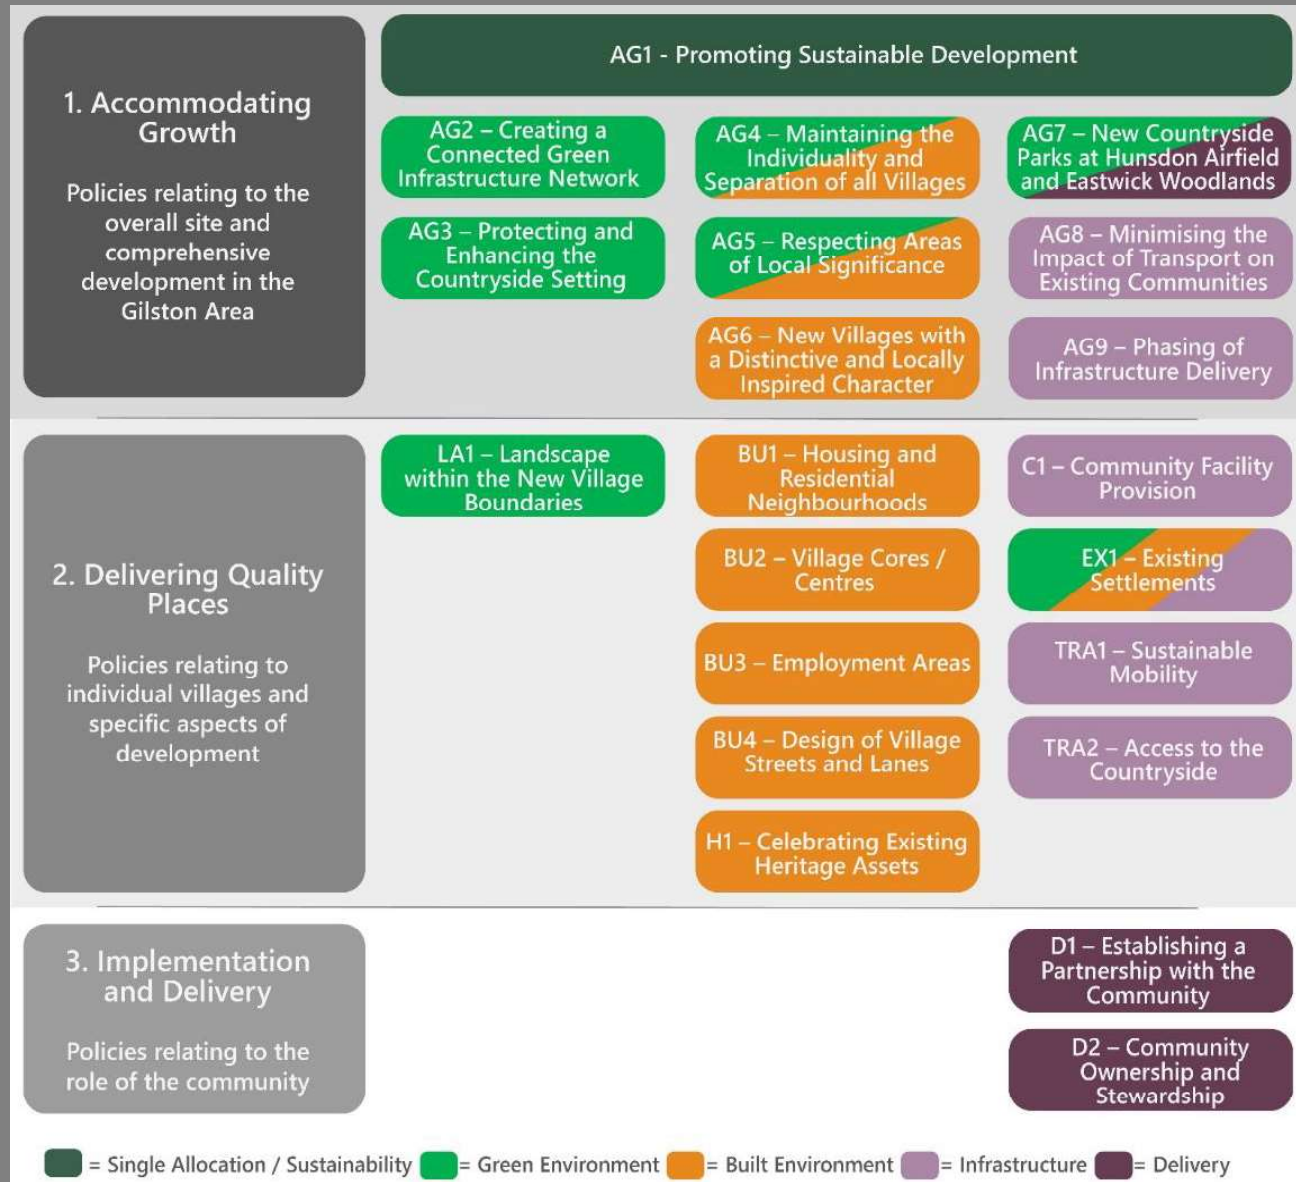 1. Accommodating
Growth
Policies relating to the
overall site and
comprehensive
development in the
Gilston Area
AG1 - Promoting Sustainable Development
AG2 – Creating a
Connected Green
Infrastructure Network
AG3 – Protecting and
Enhancing the
Countryside Setting
AG4 – Maintaining the
Individuality and
Separation of all Villages
AG5 – Respecting Areas
of Local Significance
AG6 – New Villages with
a Distinctive and Locally
Inspired Character
AG7 – New Countryside
Parks at Hunsdon Airfield
and Eastwick Woodlands
AG8 – Minimising the
Impact of Transport on
Existing Communities
AG9 – Phasing of
Infrastructure Delivery
2. Delivering Quality
Places
Policies relating to
individual villages and
specific aspects of
development
LA1 – Landscape
within the New Village
Boundaries
BU1 – Housing and
Residential
Neighbourhoods
BU2 – Village Cores /
Centres
BU3 – Employment Areas
BU4 – Design of Village
Streets and Lanes
H1 – Celebrating Existing
Heritage Assets
C1 – Community Facility
Provision
EX1 – Existing
Settlements
TRA1 – Sustainable
Mobility
TRA2 – Access to the
Countryside
3. Implementation
and Delivery
Policies relating to the
role of the community
D1 – Establishing a
Partnership with the
Community
D2 – Community
Ownership and
Stewardship
= Single Allocation / Sustainability = Green Environment = Built Environment = Infrastructure = Delivery